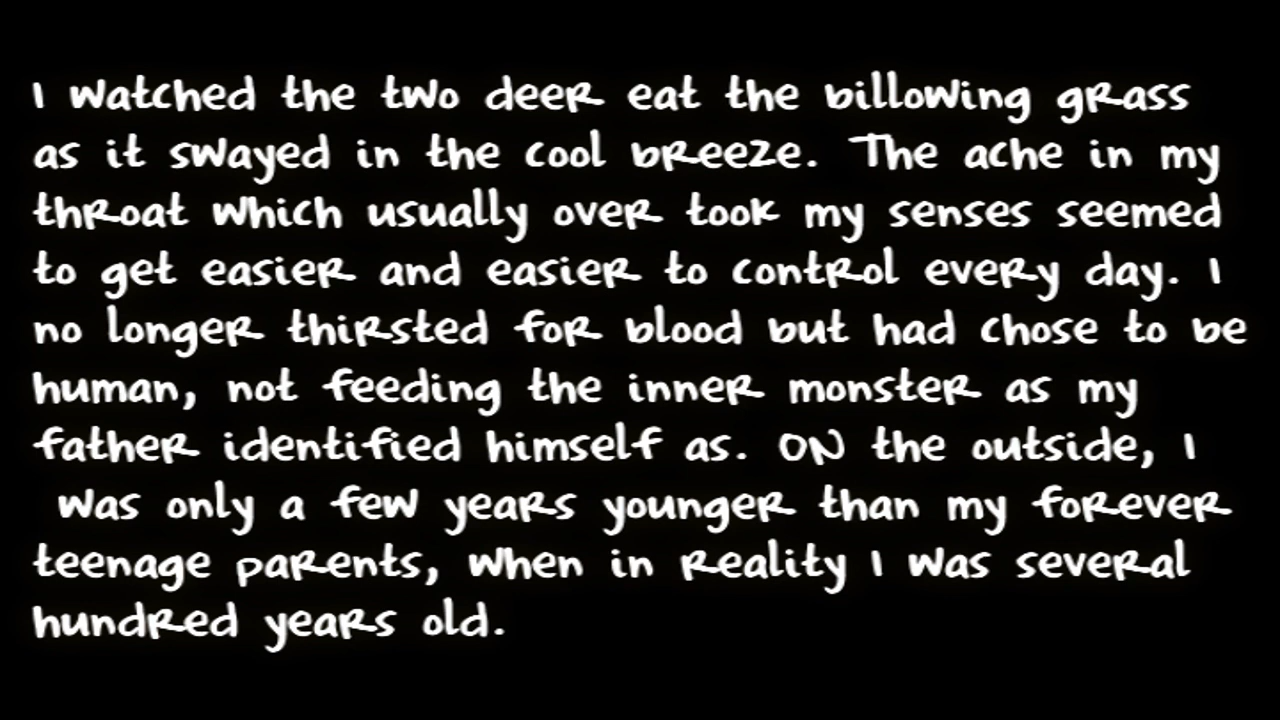 I watched the two deer eat the billowing grass
as it swayed in the cool breeze. The ache in my
throat which usually over took my senses seemed
to get easier and easier to control every day. I
no longer thirsted for blood but had chose to be
human, not feeding the inner monster as my
father identified himself as. ON the outside, I
was only a few years younger than my forever
teenage parents, when in reality I was several
hundred years old.